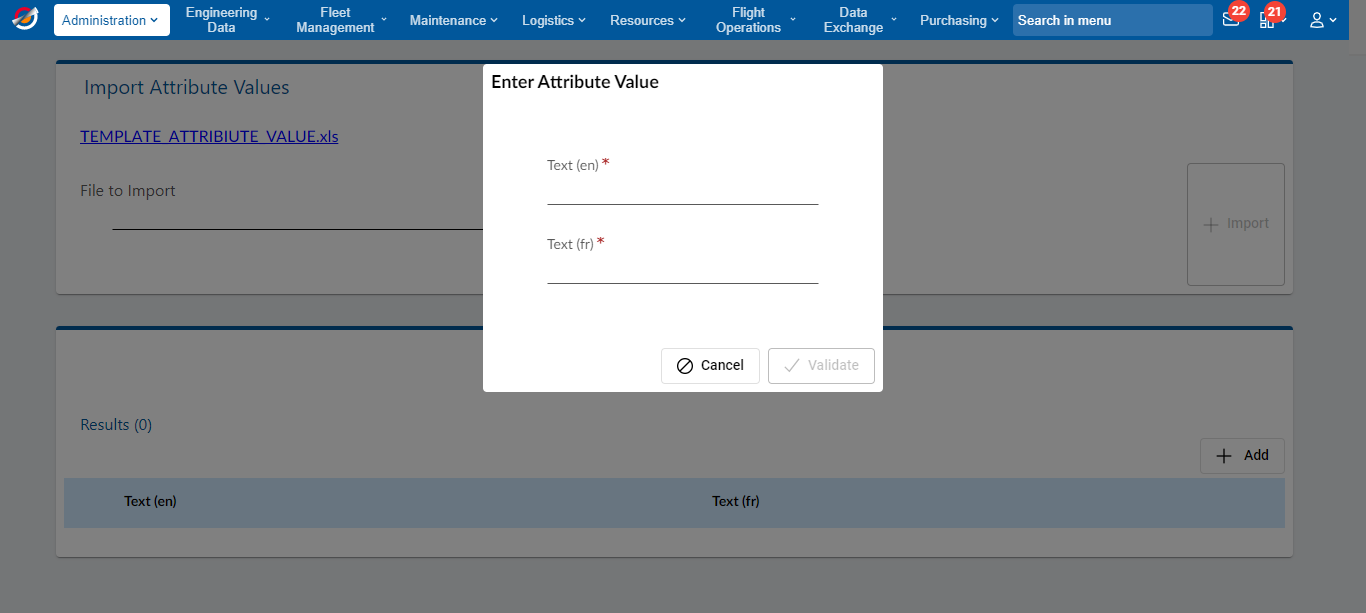 Administration
Engineering
Data
Fleet
Management
Maintenance
Logistics
Resources
Flight
Operations
Data
Exchange
Purchasing
Search in menu
22
21
Import Attribute Values
TEMPLATE_ATTRIBIUTE_VALUE.xls
File to Import
Import
Enter Attribute Value
Text (en) *
Text (fr) *
Cancel
Validate
Results (0)
Add
Text (en)
Text (fr)